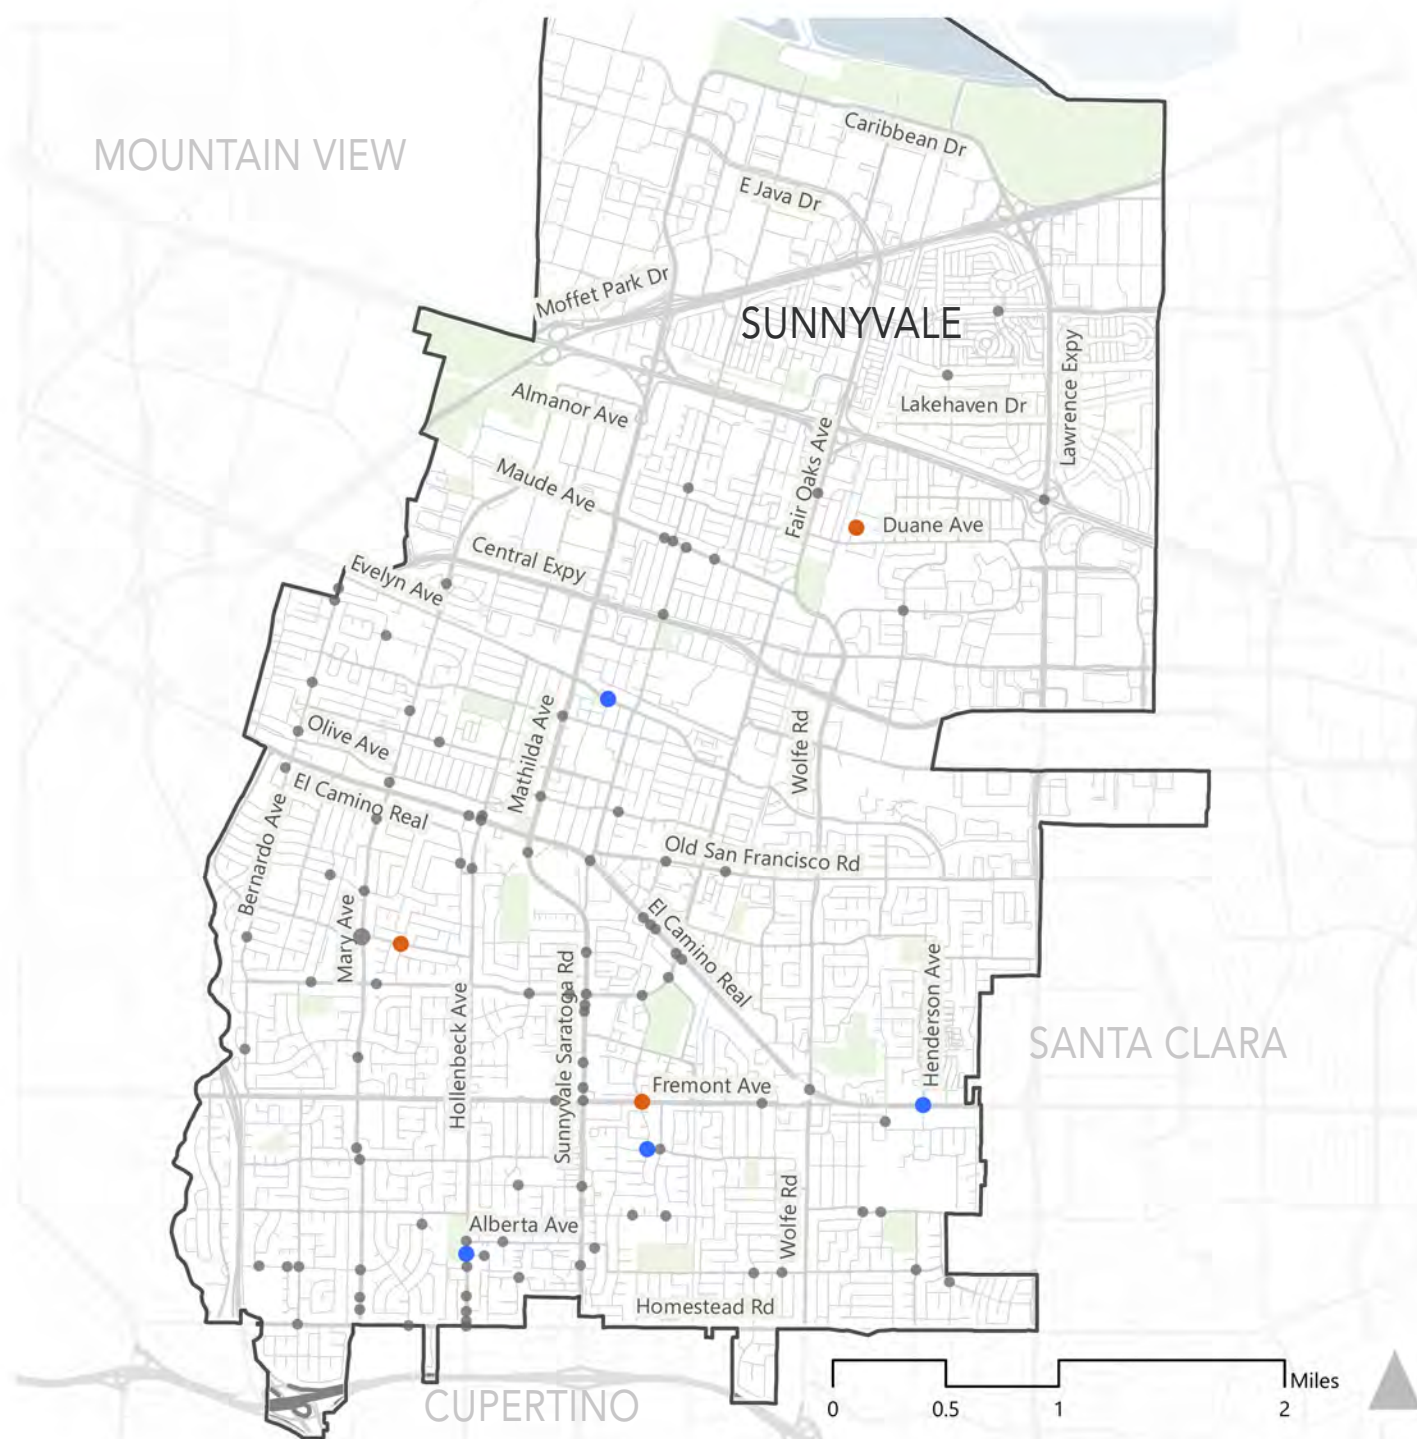 MOUNTAIN VIEW
Caribbean Dr
E Java Dr
Moffet Park Dr
SUNNYVALE
Lawrence Expy
Almanor Ave
Lakehaven Dr
Fair Oaks Ave
Maude Ave
Duane Ave
Central Expy
Evelyn Ave
Mathilda Ave
Wolfe Rd
Olive Ave
El Camino Real
Bernardo Ave
Old San Francisco Rd
Mary Ave
El Camino Real
Sunnyvale Saratoga Rd
Henderson Ave
Hollenbeck Ave
SANTA CLARA
Fremont Ave
Wolfe Rd
Alberta Ave
Homestead Rd
CUPERTINO
Miles
0 0.5 1 2